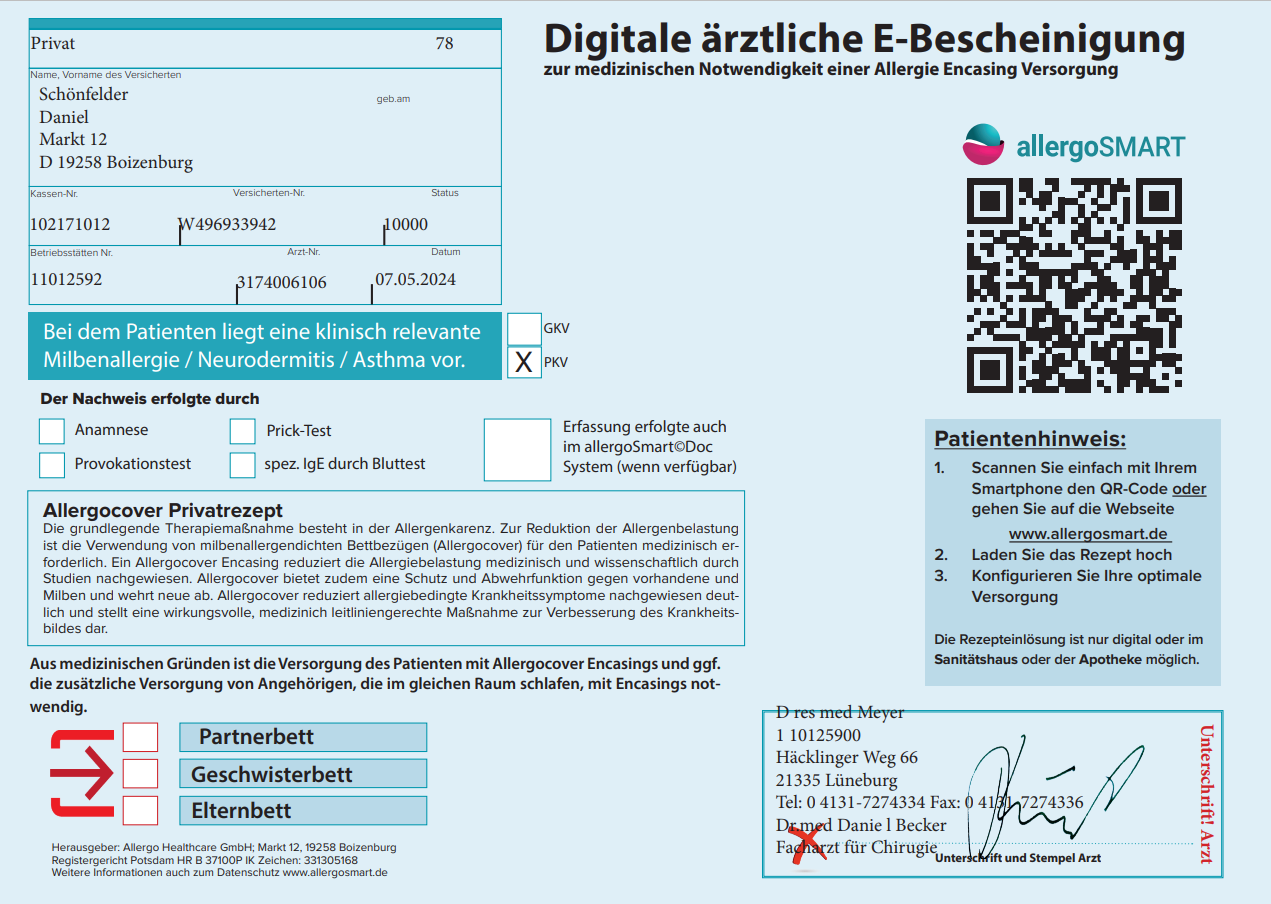 Privat 78
Name, Vorname des Versicherten
Schönfelder
geb.am
Daniel
Markt 12
D 19258 Boizenburg
Kassen-Nr. Versicherten-Nr. Status
102171012 W496933942 10000
Betriebsstätten Nr. Arzt-Nr. Datum
11012592 3174006106 07.05.2024
Digitale ärztliche E-Bescheinigung
zur medizinischen Notwendigkeit einer Allergie Encasing Versorgung
allergoSMART
Bei dem Patienten liegt eine klinisch relevante
Milbenallergie / Neurodermitis / Asthma vor.
GKV
X PKV
Der Nachweis erfolgte durch
Anamnese Prick-Test
Provokationstest spez. IgE durch Bluttest
Erfassung erfolgte auch
im allergoSmart©Doc
System (wenn verfügbar)
Allergocover Privatrezept
Die grundlegende Therapiemaßnahme besteht in der Allergenkarenz. Zur Reduktion der Allergenbelastung
ist die Verwendung von milbenallergendichten Bettbezügen (Allergocover) für den Patienten medizinisch er-
forderlich. Ein Allergocover Encasing reduziert die Allergiebelastung medizinisch und wissenschaftlich durch
Studien nachgewiesen. Allergocover bietet zudem eine Schutz und Abwehrfunktion gegen vorhandene und
Milben und wehrt neue ab. Allergocover reduziert allergiebedingte Krankheitssymptome nachgewiesen deut-
lich und stellt eine wirkungsvolle, medizinich leitliniengerechte Maßnahme zur Verbesserung des Krankheits-
bildes dar.
Aus medizinischen Gründen ist die Versorgung des Patienten mit Allergocover Encasings und ggf.
die zusätzliche Versorgung von Angehörigen, die im gleichen Raum schlafen, mit Encasings not-
wendig.
Partnerbett
Geschwisterbett
Elternbett
Herausgeber: Allergo Healthcare GmbH; Markt 12, 19258 Boizenburg
Registergericht Potsdam HR B 37100P IK Zeichen: 331305168
Weitere Informationen auch zum Datenschutz www.allergosmart.de
Patientenhinweis:
1. Scannen Sie einfach mit Ihrem
Smartphone den QR-Code oder
gehen Sie auf die Webseite
www.allergosmart.de
2. Laden Sie das Rezept hoch
3. Konfigurieren Sie Ihre optimale
Versorgung
Die Rezepteinlösung ist nur digital oder im
Sanitätshaus oder der Apotheke möglich.
D res med Meyer
1 10125900
Häcklinger Weg 66
21335 Lüneburg
Tel: 0 4131-7274334 Fax: 0 4131-7274336
Dr.med Danie l Becker
Facharzt für Chirugie
Unterschrift und Stempel Arzt
Unterschrift! Arzt